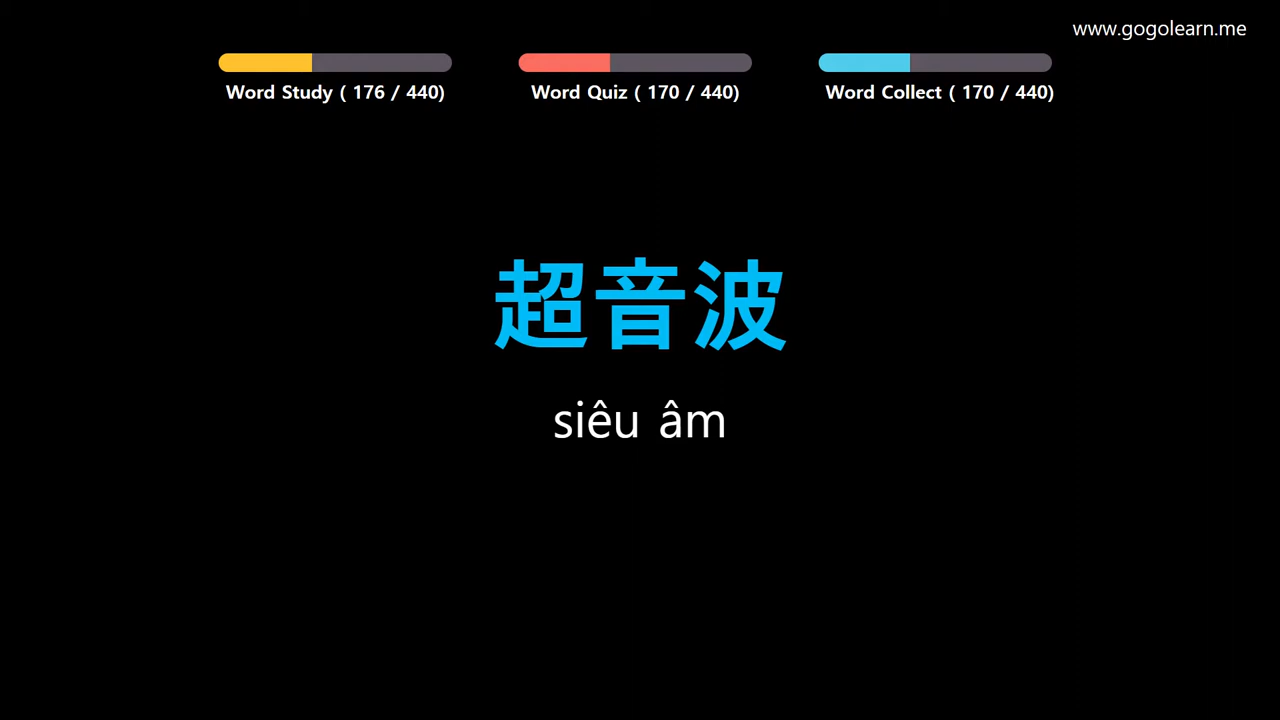 www.gogolearn.me
Word Study ( 176 / 440)
Word Quiz ( 170 / 440)
Word Collect ( 170 / 440)
超音波
siêu âm